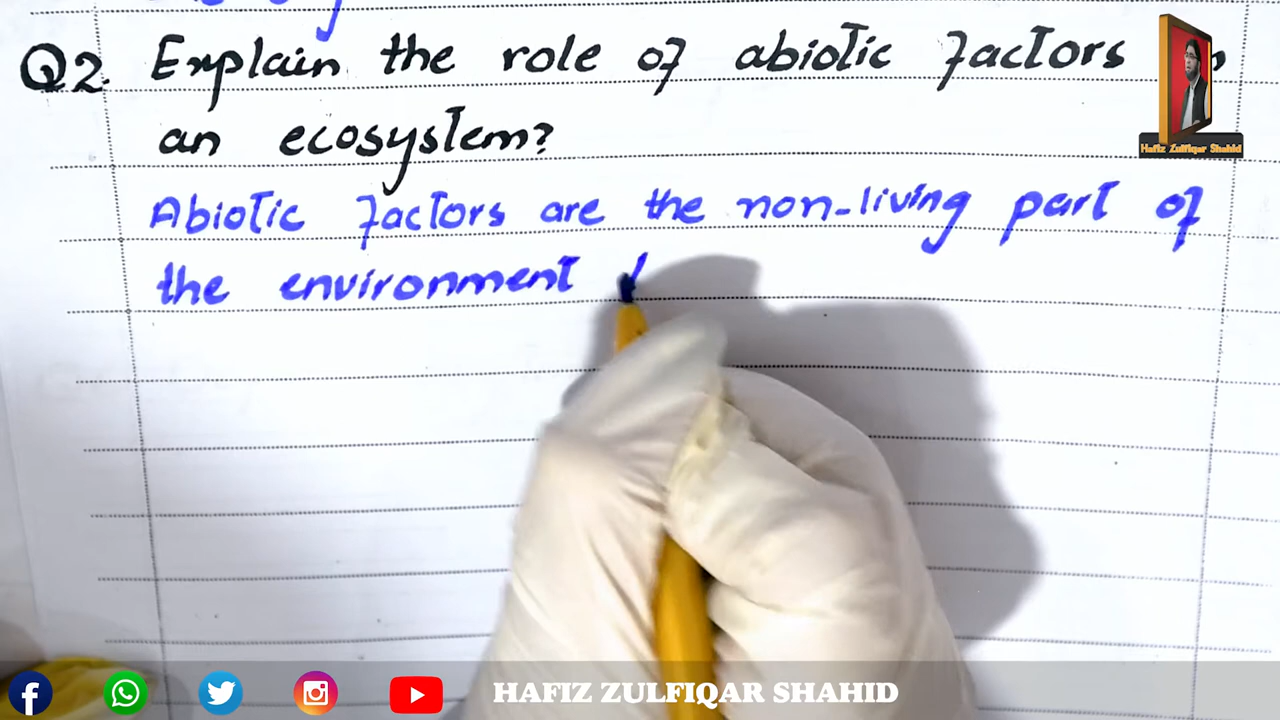 Q2. Explain the role of abiotic factors
an ecosystem?
Abiotic factors are the non-living part of
the environment
Hafiz Zulfiqar Shahid
HAFIZ ZULFIQAR SHAHID